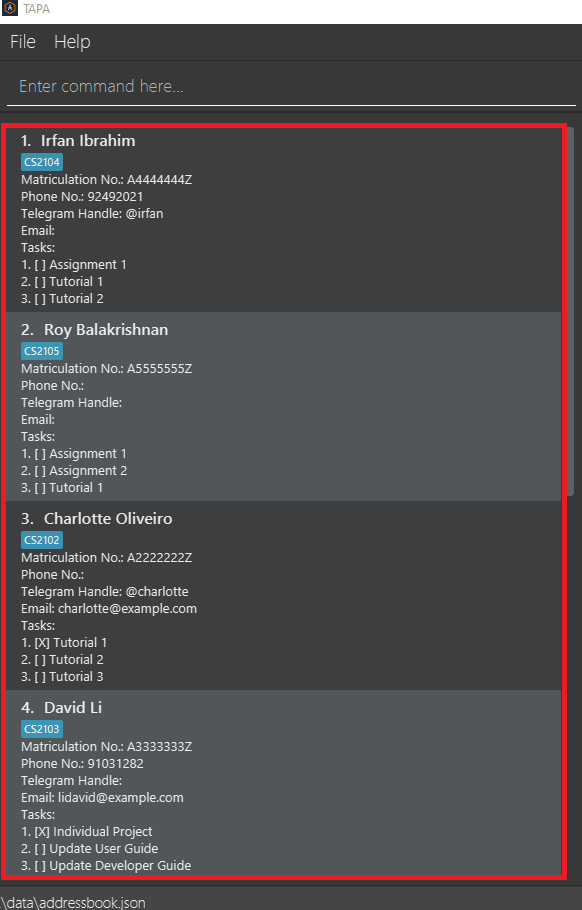 TAPA
File Help
Enter command here...
1. Irfan Ibrahim
CS2104
Matriculation No.: A4444444Z
Phone No.: 92492021
Telegram Handle: @irfan
Email:
Tasks:
1. [ ] Assignment 1
2. [ ] Tutorial 1
3. [ ] Tutorial 2
2. Roy Balakrishnan
CS2105
Matriculation No.: A5555555Z
Phone No.:
Telegram Handle:
Email:
Tasks:
1. [ ] Assignment 1
2. [ ] Assignment 2
3. [ ] Tutorial 1
3. Charlotte Oliveiro
CS2102
Matriculation No.: A2222222Z
Phone No.:
Telegram Handle: @charlotte
Email: charlotte@example.com
Tasks:
1. [X] Tutorial 1
2. [ ] Tutorial 2
3. [ ] Tutorial 3
4. David Li
CS2103
Matriculation No.: A3333333Z
Phone No.: 91031282
Telegram Handle:
Email: lidavid@example.com
Tasks:
1. [X] Individual Project
2. [ ] Update User Guide
3. [ ] Update Developer Guide
\data\addressbook.json